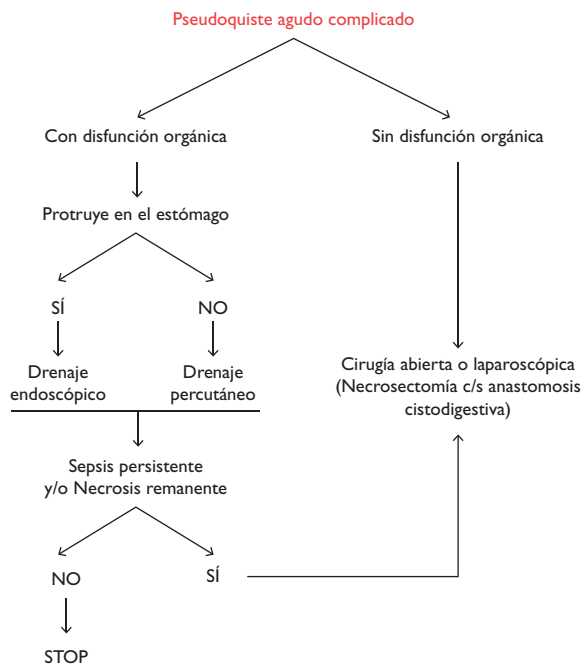 Pseudoquiste agudo complicado
Con disfunción orgánica
Sin disfunción orgánica
Protruye en el estómago
SÍ
NO
Drenaje
endoscópico
Drenaje
percutáneo
Cirugía abierta o laparoscópica
(Necrosectomía c/s anastomosis
cistodigestiva)
Sepsis persistente
y/o Necrosis remanente
NO
SÍ
STOP